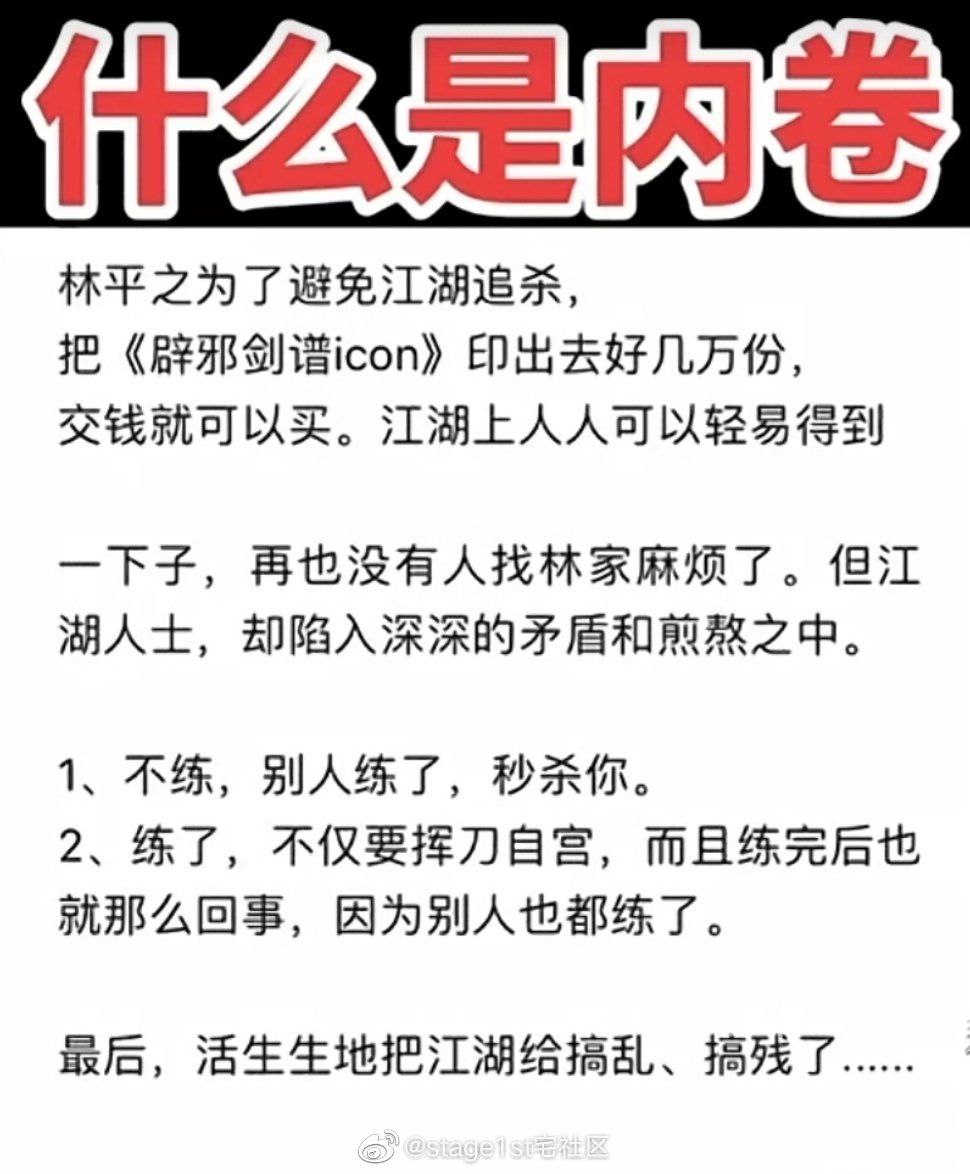 什么是内卷
林平之为了避免江湖追杀，
把《辟邪剑谱icon》印出去好几万份，
交钱就可以买。江湖上人人可以轻易得到
一下子，再也没有人找林家麻烦了。但江
湖人士，却陷入深深的矛盾和煎熬之中。
1、不练，别人练了，秒杀你。
2、练了，不仅要挥刀自宫，而且练完后也
就那么回事，因为别人也都练了。
最后，活生生地把江湖给搞乱、搞残了......
@stage1st宅社区